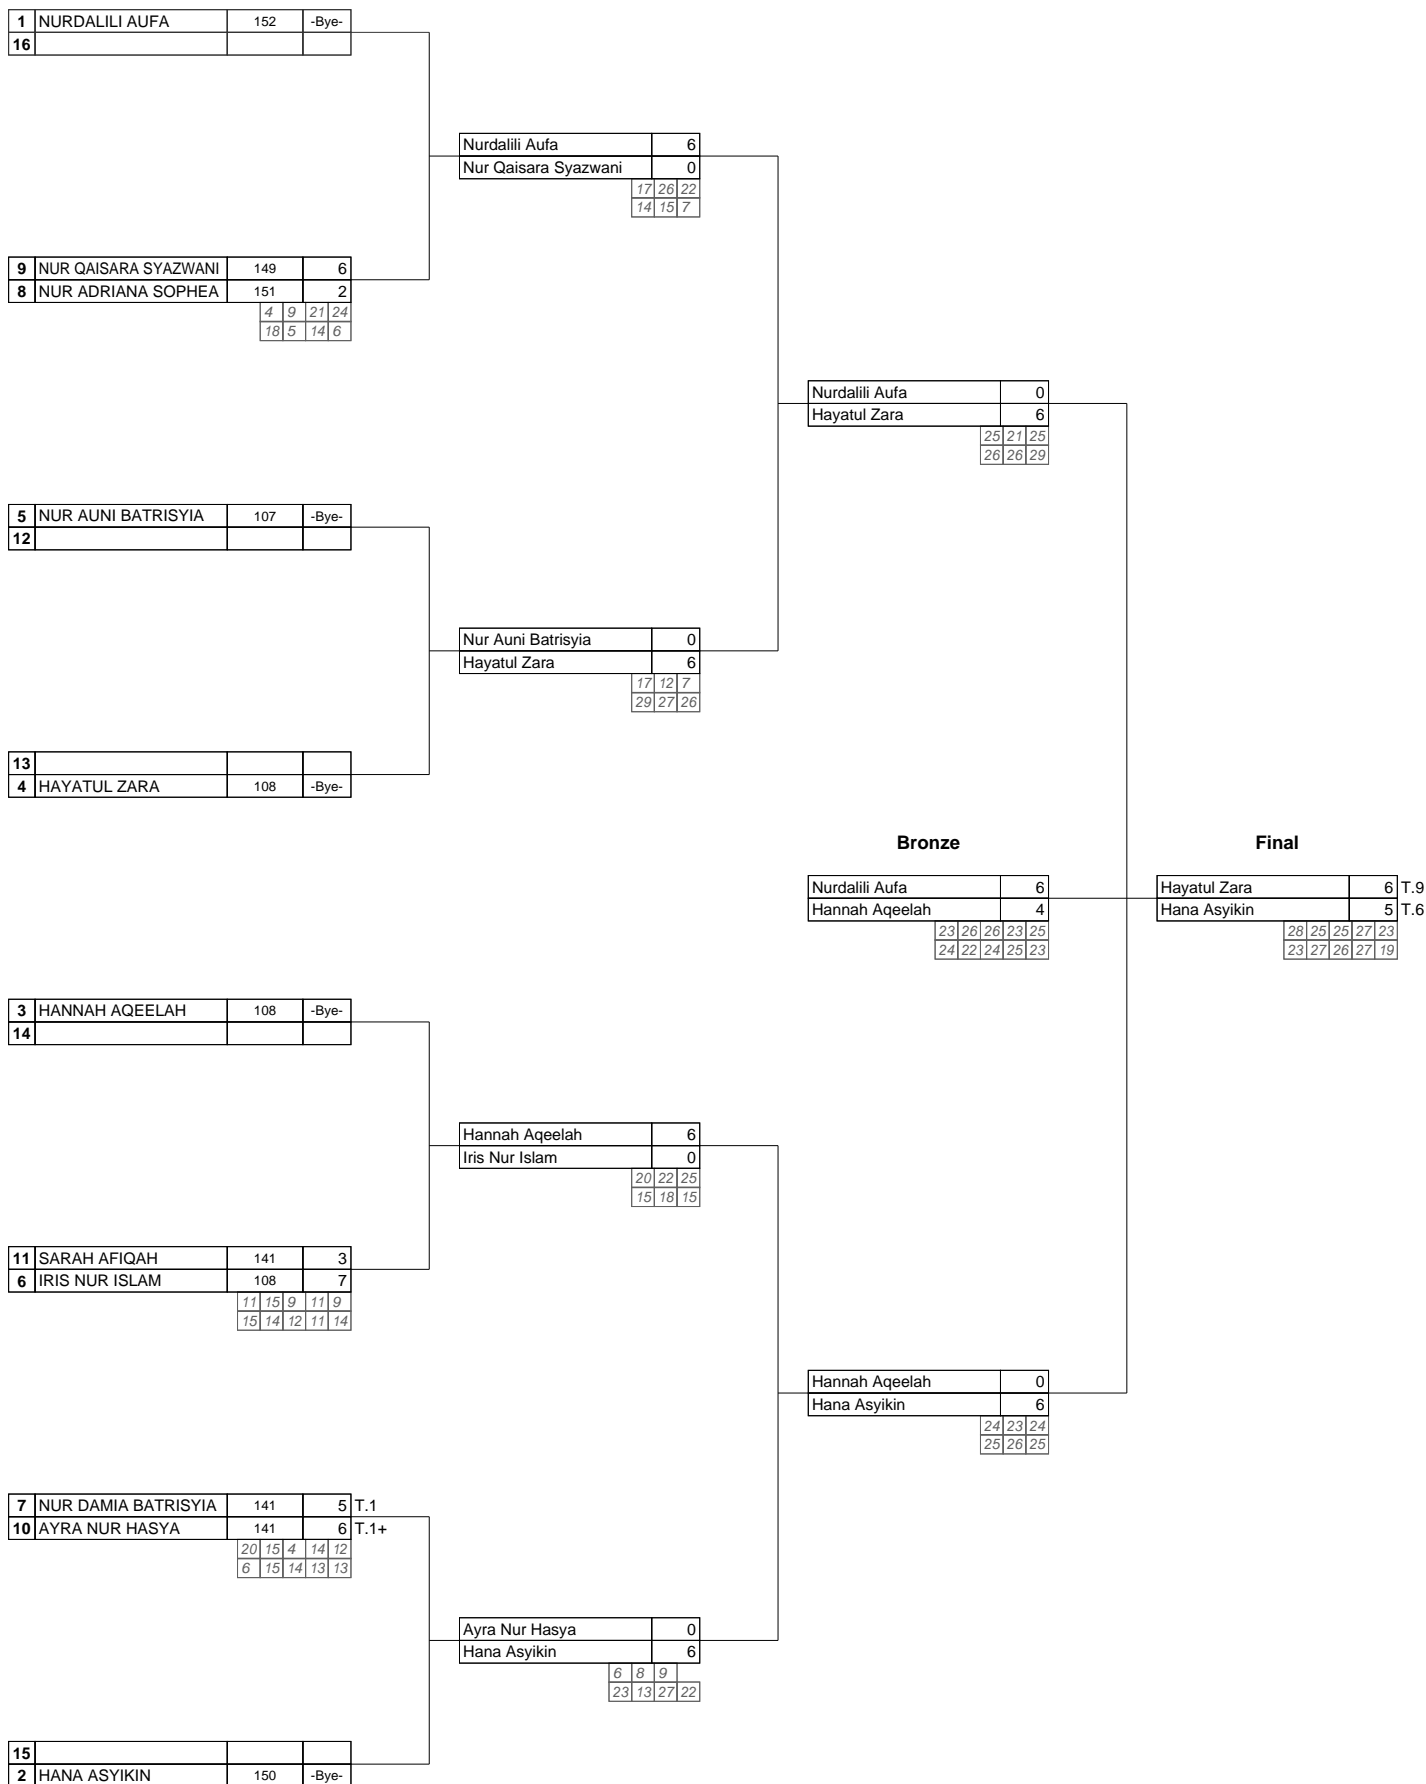 1 NURDALILI AUFA 152 -Bye-
16
Nurdalili Aufa 6
Nur Qaisara Syazwani 0
17 26 22
14 15 7
9 NUR QAISARA SYAZWANI 149 6
8 NUR ADRIANA SOPHEA 151 2
4 9 21 24
18 5 14 6
Nurdalili Aufa 0
Hayatul Zara 6
25 21 25
26 26 29
5 NUR AUNI BATRISYIA 107 -Bye-
12
Nur Auni Batrisyia 0
Hayatul Zara 6
17 12 7
29 27 26
13
4 HAYATUL ZARA 108 -Bye-
Bronze Final
Nurdalili Aufa 6 Hayatul Zara 6 T.9
Hannah Aqeelah 4 Hana Asyikin 5 T.6
23 26 26 23 25 28 25 25 27 23
24 22 24 25 23 23 27 26 27 19
3 HANNAH AQEELAH 108 -Bye-
14
Hannah Aqeelah 6
Iris Nur Islam 0
20 22 25
15 18 15
11 SARAH AFIQAH 141 3
6 IRIS NUR ISLAM 108 7
11 15 9 11 9
15 14 12 11 14
Hannah Aqeelah 0
Hana Asyikin 6
24 23 24
25 26 25
7 NUR DAMIA BATRISYIA 141 5 T.1
10 AYRA NUR HASYA 141 6 T.1+
20 15 4 14 12
6 15 14 13 13
Ayra Nur Hasya 0
Hana Asyikin 6
6 8 9
23 13 27 22
15
2 HANA ASYIKIN 150 -Bye-